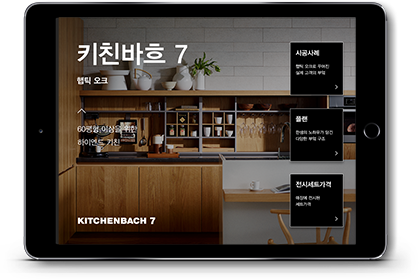 키친바흐 7
햅틱 오크
60평형 이상을 위한
하이엔드 키친
KITCHENBACH 7
시공사례
햅틱 오크로 꾸며진
실제 고객의 부엌
플랜
한샘의 노하우가 담긴
다양한 부엌 구조
전시세트가격
매장에 전시된
세트가격